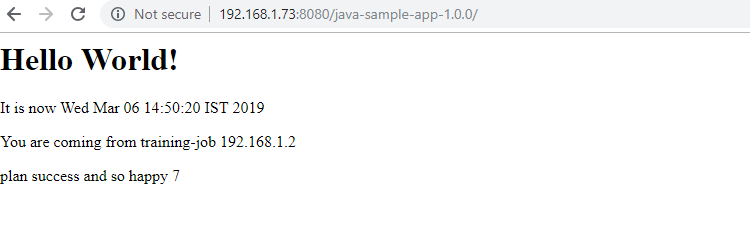 Not secure 192.168.1.73:8080/java-sample-app-1.0.0/
Hello World!
It is now Wed Mar 06 14:50:20 IST 2019
You are coming from training-job 192.168.1.2
plan success and so happy 7